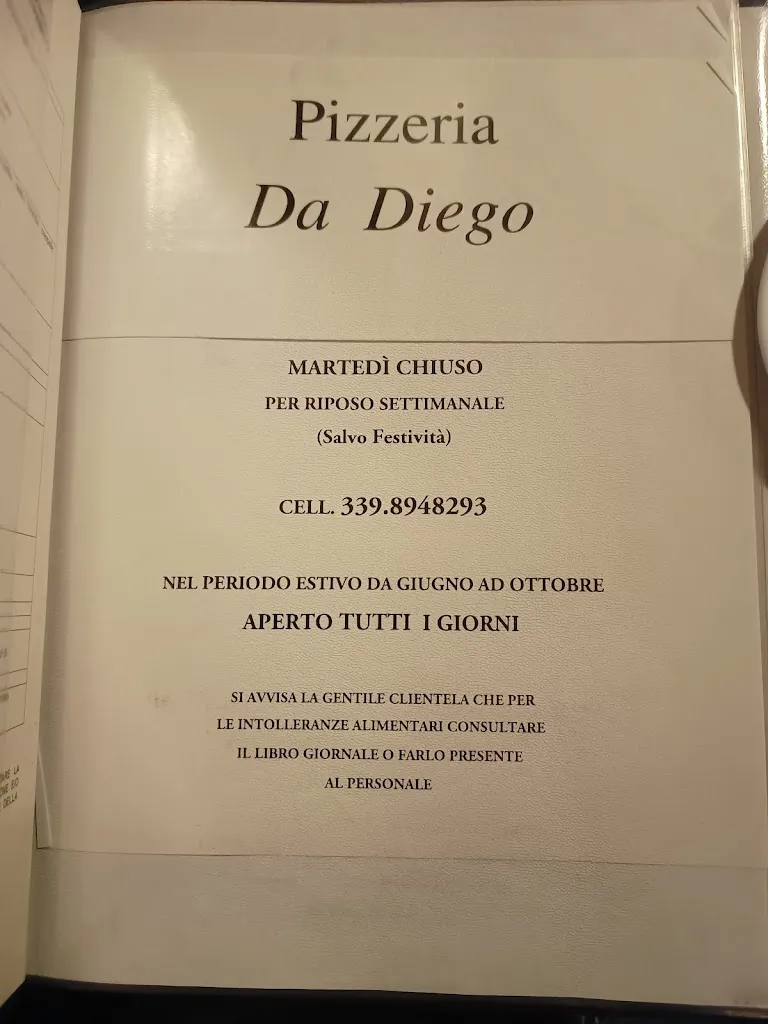 Pizzeria
Da Diego
MARTEDÌ CHIUSO
PER RIPOSO SETTIMANALE
(Salvo Festività)
CELL. 339.8948293
NEL PERIODO ESTIVO DA GIUGNO AD OTTOBRE
APERTO TUTTI I GIORNI
SI AVVISA LA GENTILE CLIENTELA CHE PER
LE INTOLLERANZE ALIMENTARI CONSULTARE
IL LIBRO GIORNALE O FARLO PRESENTE
AL PERSONALE
LA
DELLA